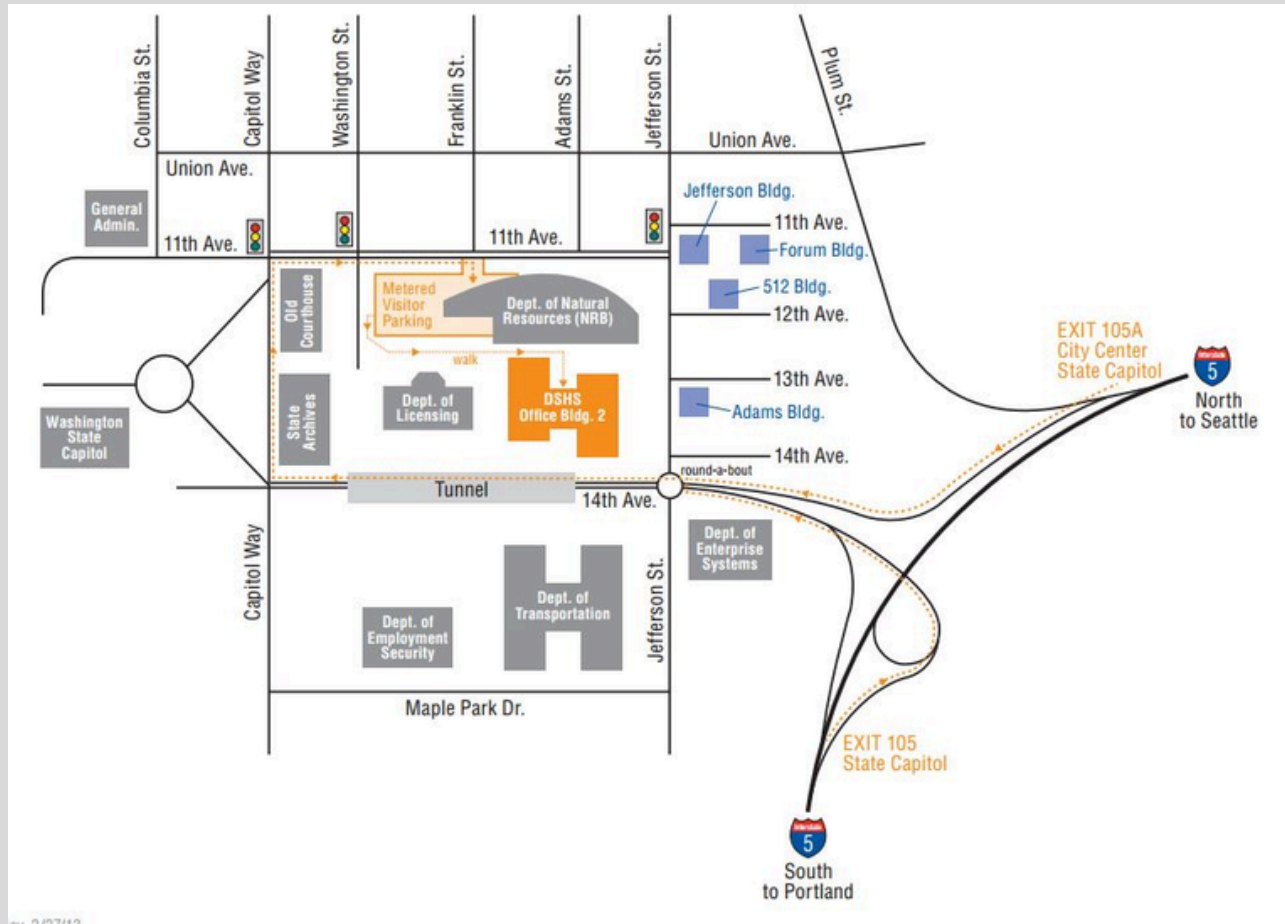 Columbia St.
Capitol Way
Washington St.
Franklin St.
Adams St.
Jefferson St.
Plum St.
Union Ave.
Union Ave.
General
Admin.
11th Ave.
11th Ave.
Jefferson Bldg.
11th Ave.
Forum Bldg.
512 Bldg.
12th Ave.
Old
Courthouse
Metered
Visitor
Parking
Dept. of Natural
Resources (NRB)
walk
EXIT 105A
City Center
State Capitol
Interstate
5
North
to Seattle
13th Ave.
Adams Bldg.
Washington
State
Capitol
State
Archives
Dept. of
Licensing
DSHS
Office Bldg. 2
14th Ave.
round-a-bout
Tunnel
14th Ave.
Capitol Way
Dept. of
Enterprise
Systems
Dept. of
Transportation
Dept. of
Employment
Security
Jefferson St.
Maple Park Dr.
EXIT 105
State Capitol
Interstate
5
South
to Portland